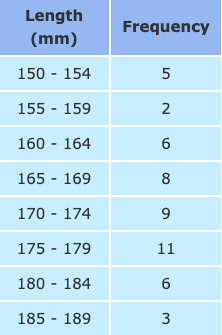 Length
(mm) Frequency
150 - 154 5
155 - 159 2
160 - 164 6
165 - 169 8
170 - 174 9
175 - 179 11
180 - 184 6
185 - 189 3